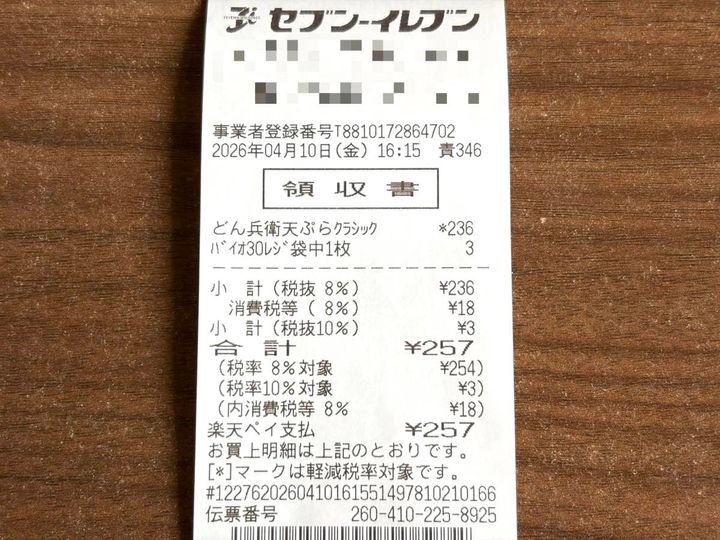 セブン-イレブン
事業者登録番号T8810172864702
2026年04月10日(金) 16:15 責346
領収書
どん兵衛天ぷらｸﾗｼｯｸ *236
ﾊﾞｲｵ30ﾚｼﾞ袋中1枚 3
小 計(税抜 8%) ¥236
消費税等( 8%) ¥18
小 計(税抜10%) ¥3
合計 ¥257
(税率 8%対象 ¥254)
(税率10%対象 ¥3)
(内消費税等 8% ¥18)
楽天ペイ支払 ¥257
お買上明細は上記のとおりです。
[*]マークは軽減税率対象です。
#122762026041016155149781021016​6
伝票番号 260-410-225-8925